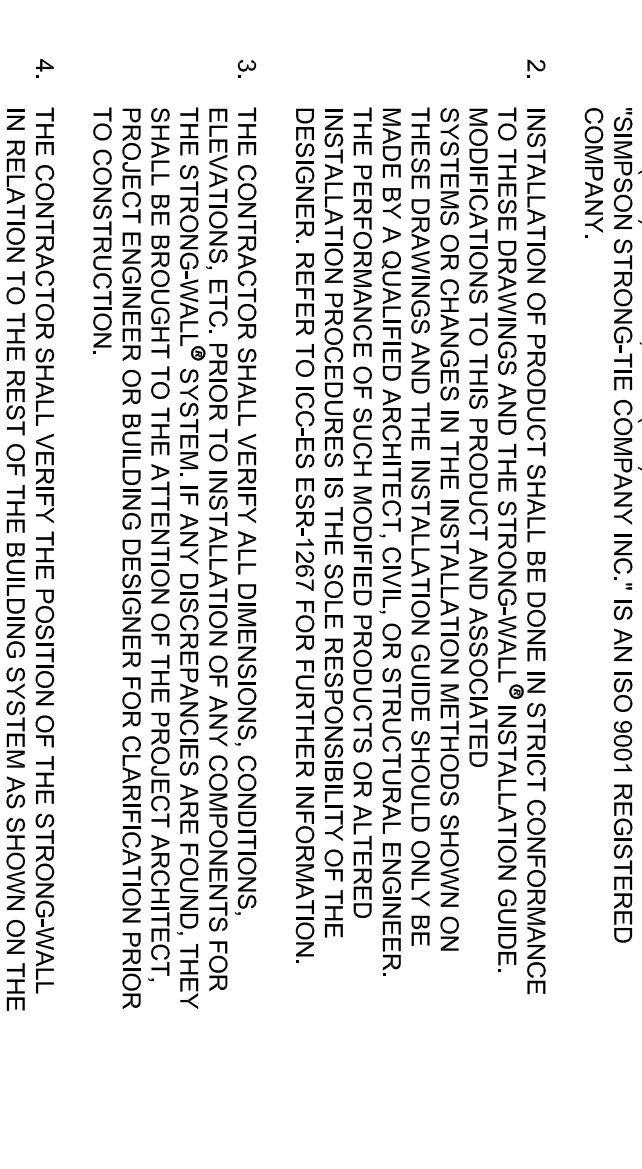 "SIMPSON STRONG-TIE COMPANY INC." IS AN ISO 9001 REGISTERED
COMPANY.
2. INSTALLATION OF PRODUCT SHALL BE DONE IN STRICT CONFORMANCE
TO THESE DRAWINGS AND THE STRONG-WALL® INSTALLATION GUIDE.
MODIFICATIONS TO THIS PRODUCT AND ASSOCIATED
SYSTEMS OR CHANGES IN THE INSTALLATION METHODS SHOWN ON
THESE DRAWINGS AND THE INSTALLATION GUIDE SHOULD ONLY BE
MADE BY A QUALIFIED ARCHITECT, CIVIL, OR STRUCTURAL ENGINEER.
THE PERFORMANCE OF SUCH MODIFIED PRODUCTS OR ALTERED
INSTALLATION PROCEDURES IS THE SOLE RESPONSIBILITY OF THE
DESIGNER. REFER TO ICC-ES ESR-1267 FOR FURTHER INFORMATION.
3. THE CONTRACTOR SHALL VERIFY ALL DIMENSIONS, CONDITIONS,
ELEVATIONS, ETC. PRIOR TO INSTALLATION OF ANY COMPONENTS FOR
THE STRONG-WALL® SYSTEM. IF ANY DISCREPANCIES ARE FOUND, THEY
SHALL BE BROUGHT TO THE ATTENTION OF THE PROJECT ARCHITECT,
PROJECT ENGINEER OR BUILDING DESIGNER FOR CLARIFICATION PRIOR
TO CONSTRUCTION.
4. THE CONTRACTOR SHALL VERIFY THE POSITION OF THE STRONG-WALL
IN RELATION TO THE REST OF THE BUILDING SYSTEM AS SHOWN ON THE